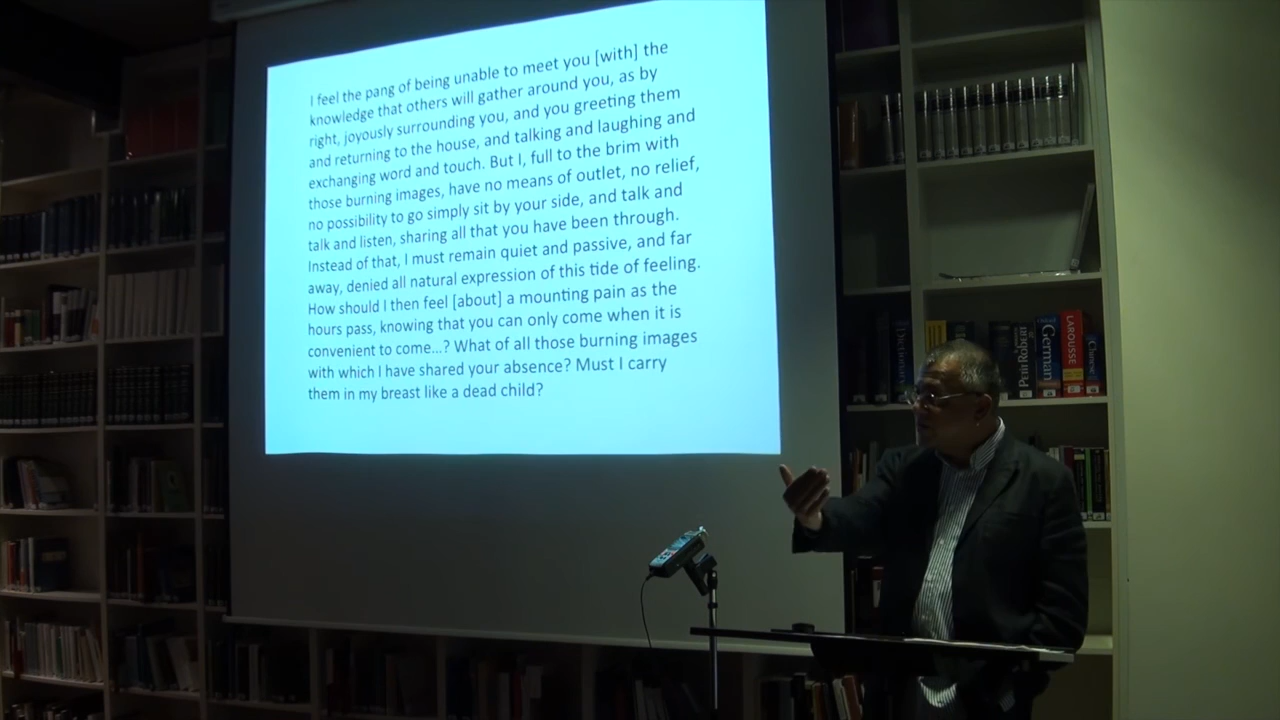 I feel the pang of being unable to meet you [with] the
knowledge that others will gather around you, as by
right, joyously surrounding you, and you greeting them
and returning to the house, and talking and laughing and
exchanging word and touch. But I, full to the brim with
those burning images, have no means of outlet, no relief,
no possibility to go simply sit by your side, and talk and
talk and listen, sharing all that you have been through.
Instead of that, I must remain quiet and passive, and far
away, denied all natural expression of this tide of feeling.
How should I then feel [about] a mounting pain as the
hours pass, knowing that you can only come when it is
convenient to come...? What of all those burning images
with which I have shared your absence? Must I carry
them in my breast like a dead child?
Dictionary
Petit Robert
German
LAROUSSE
Chinese